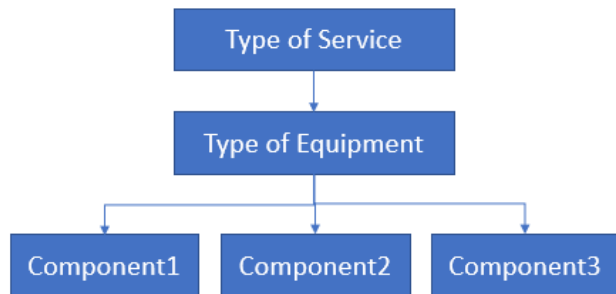 Type of Service
Type of Equipment
Component1
Component2
Component3